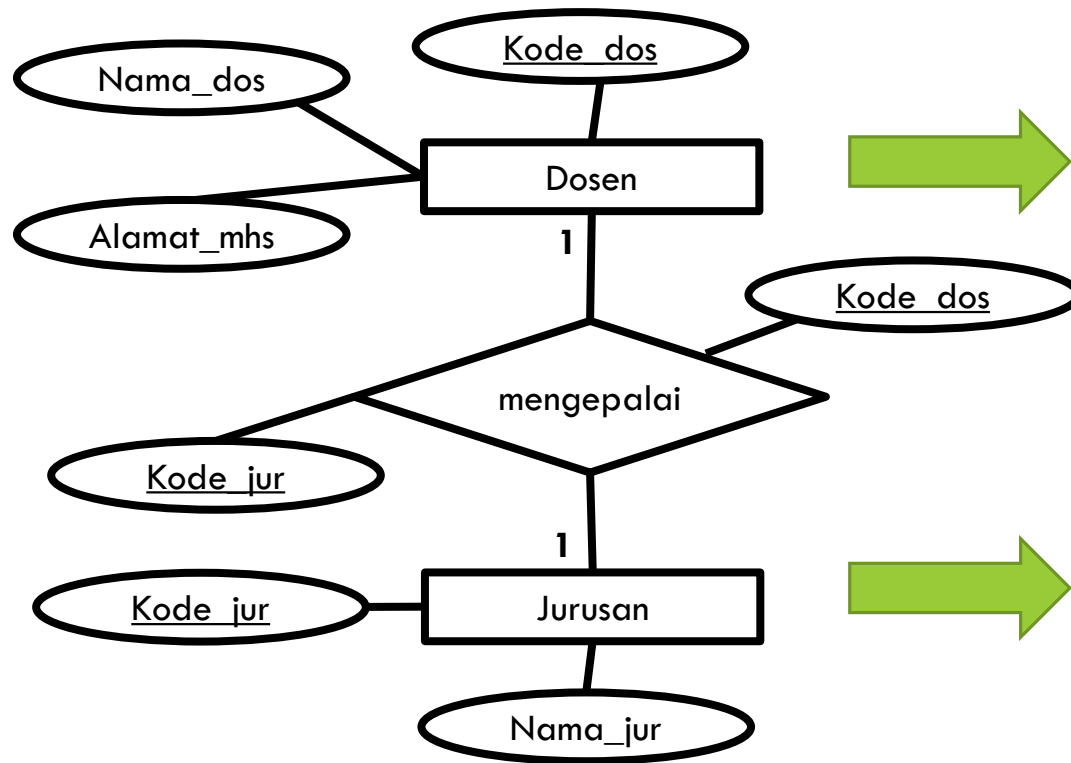 Kode_dos
Nama_dos
Dosen
Alamat_mhs
1
Kode_dos
mengepalai
Kode_jur
1
Kode_jur
Jurusan
Nama_jur